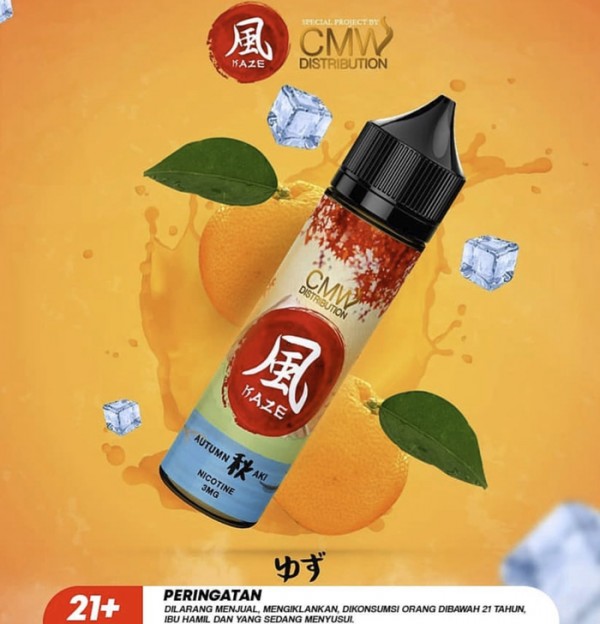 風
KAZE
SPECIAL PROJECT BY
CMW
DISTRIBUTION
CMW
DISTRIBUTION
風
KAZE
AUTUMN 秋 AKI
NICOTINE
3MG
ゆず
21+
PERINGATAN
DILARANG MENJUAL, MENGIKLANKAN, DIKONSUMSI ORANG DIBAWAH 21 TAHUN,
IBU HAMIL DAN YANG SEDANG MENYUSUI.